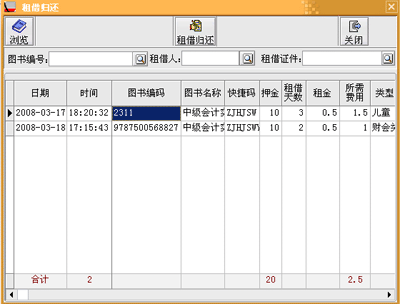 租借归还
浏览 租借归还 关闭
图书编号: 租借人: 租借证件:
日期 时间 图书编码 图书名称 快捷码 押金 租借天数 租金 所需费用 类型
2008-03-17 18:20:32 2311 中级会计实 ZJHJSW 10 3 0.5 1.5 儿童
2008-03-18 17:15:43 9787500568827 中级会计实 ZJHJSW 10 2 0.5 1 财会类
合计 2 20 2.5